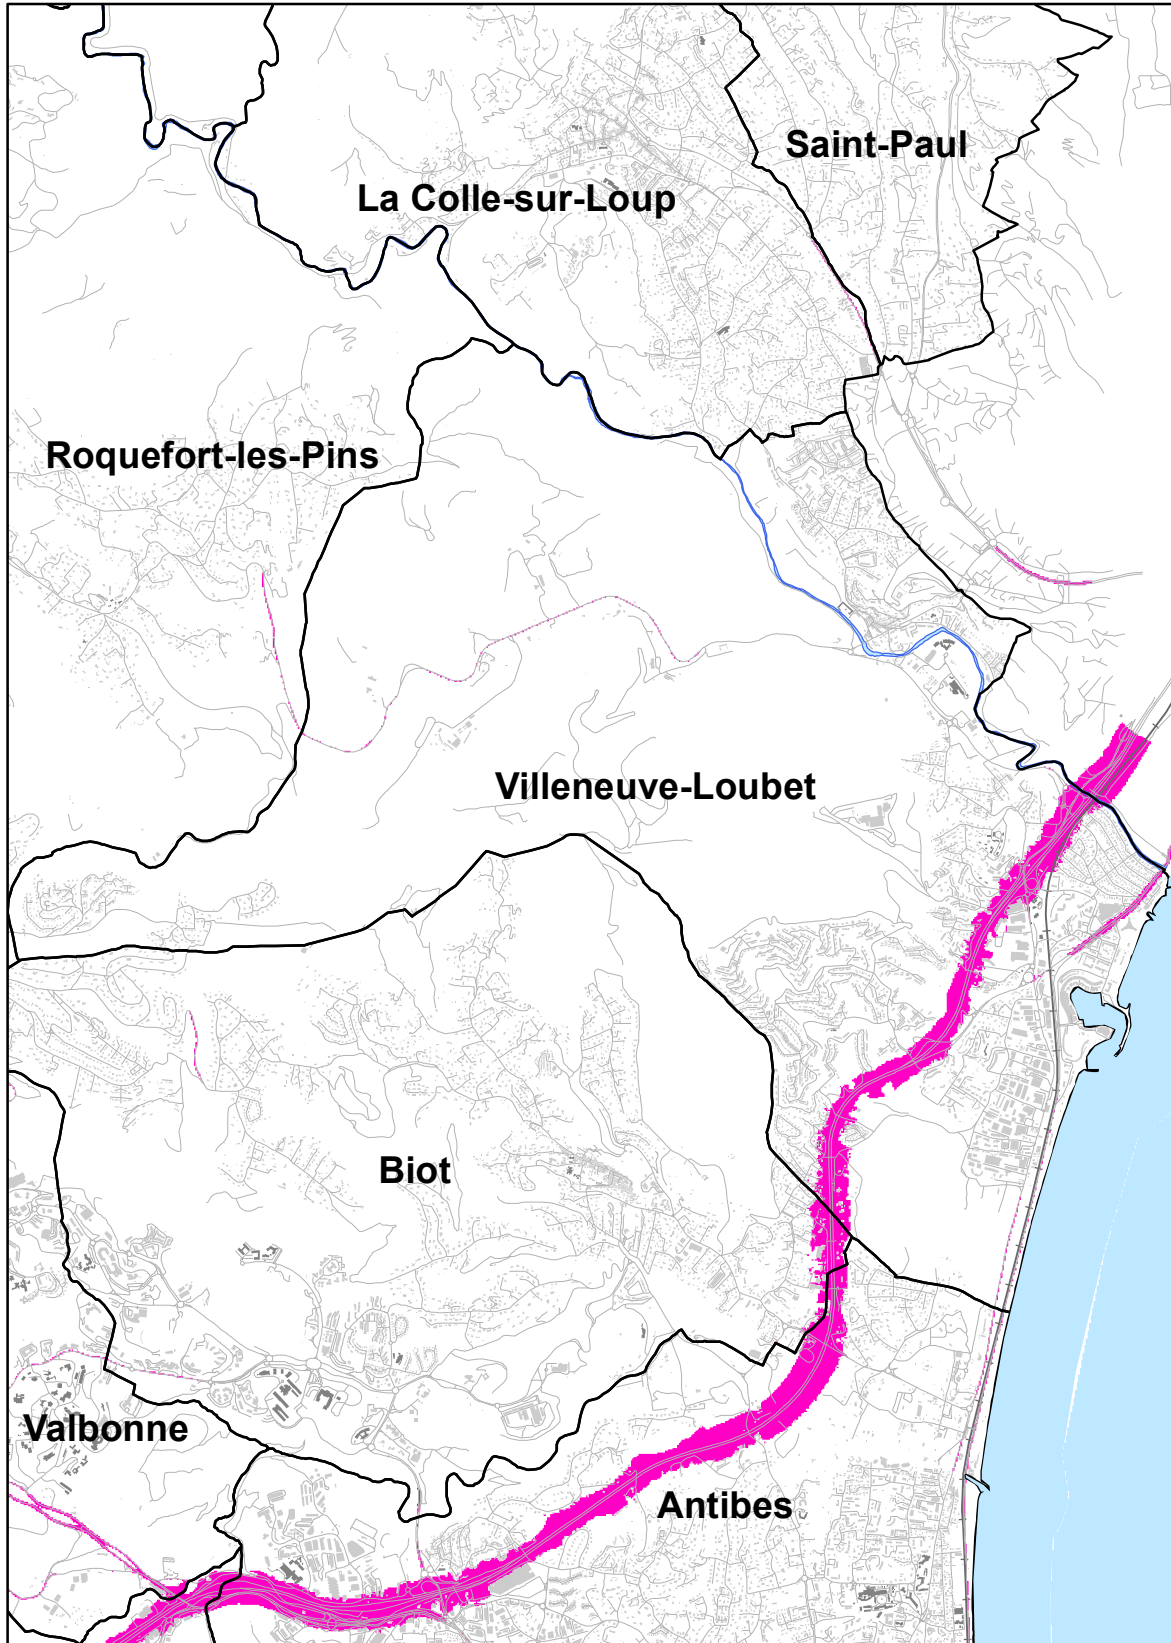 Saint-Paul
La Colle-sur-Loup
Roquefort-les-Pins
Villeneuve-Loubet
Biot
Valbonne
Antibes